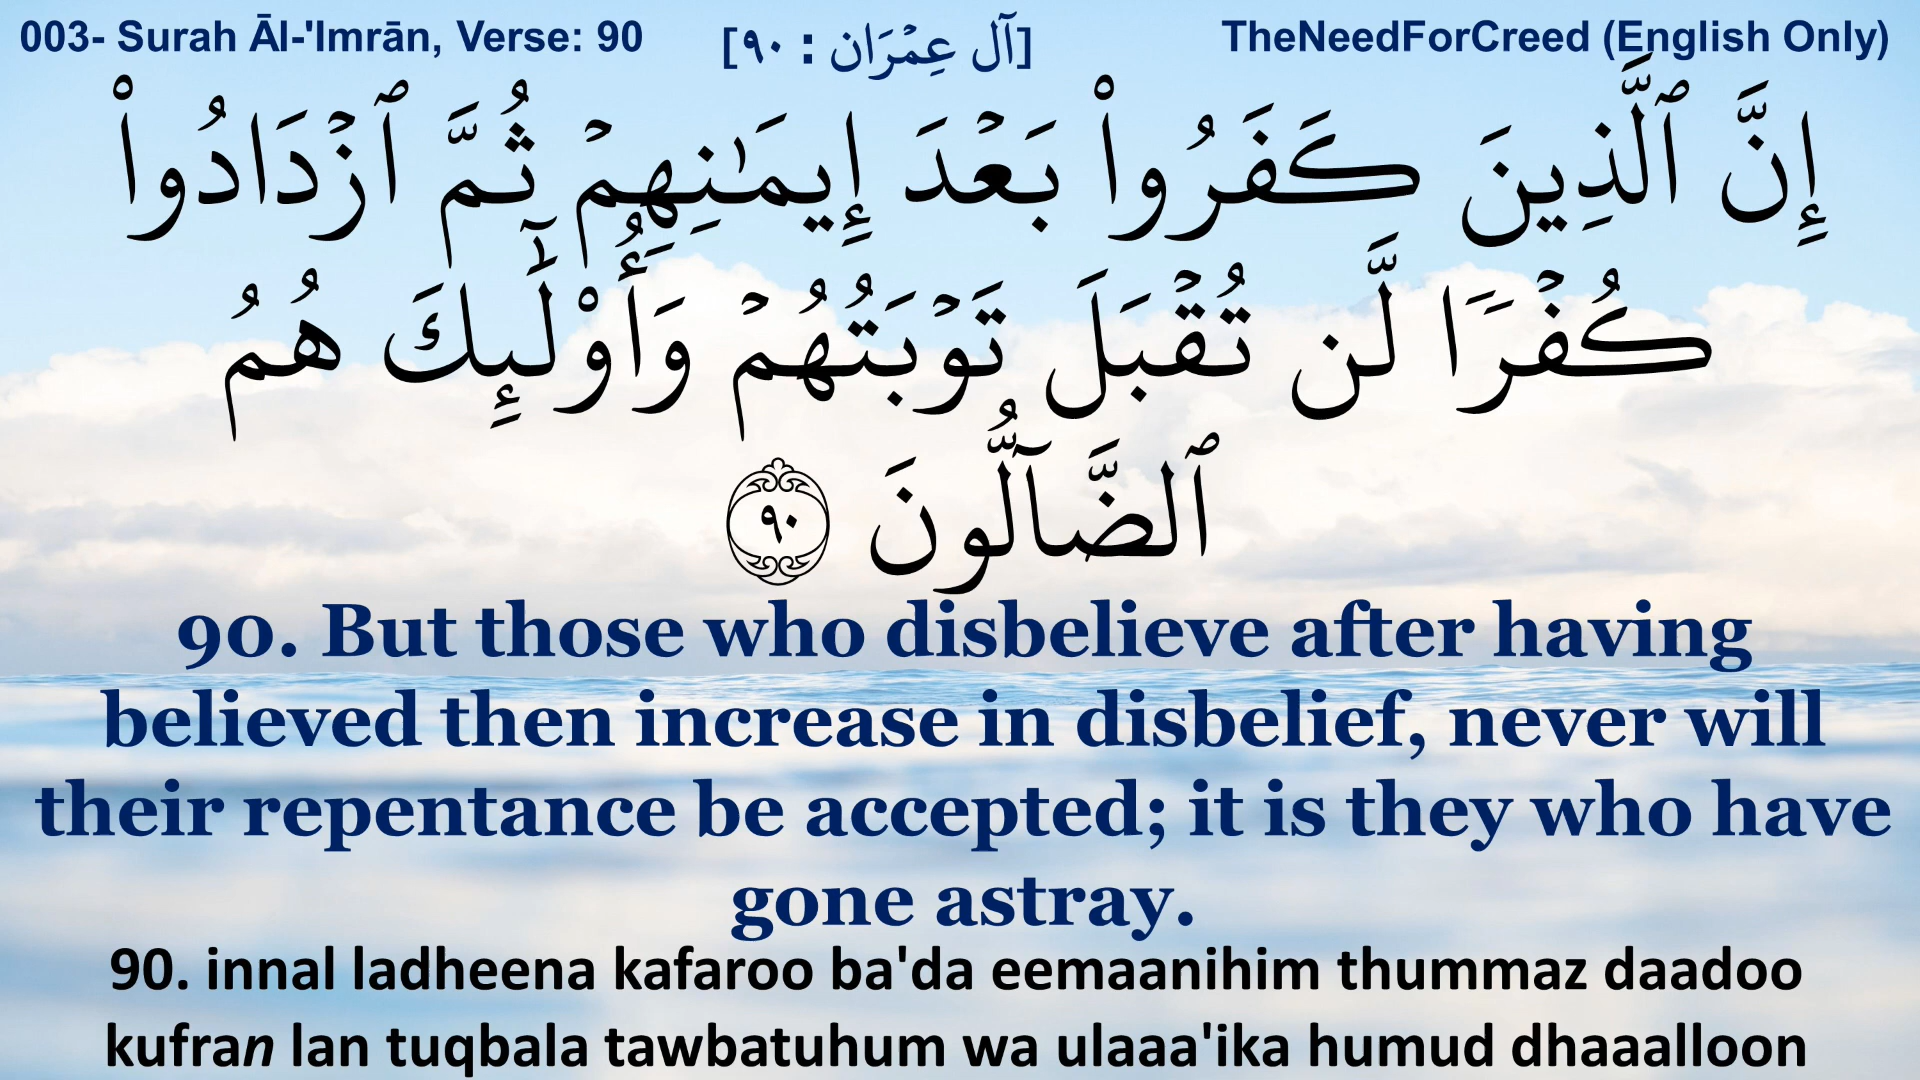 003- Surah Āl-'Imrān, Verse: 90
[آل عِمۡرَان : ٩٠]
TheNeedForCreed (English Only)
إِنَّ ٱلَّذِينَ كَفَرُواْ بَعۡدَ إِيمَٰنِهِمۡ ثُمَّ ٱزۡدَادُواْ
كُفۡرٗا لَّن تُقۡبَلَ تَوۡبَتُهُمۡ وَأُوْلَٰٓئِكَ هُمُ
ٱلضَّآلُّونَ ٩٠
90. But those who disbelieve after having
believed then increase in disbelief, never will
their repentance be accepted; it is they who have
gone astray.
90. innal ladheena kafaroo ba'da eemaanihim thummaz daadoo
kufran lan tuqbala tawbatuhum wa ulaaa'ika humud dhaaalloon